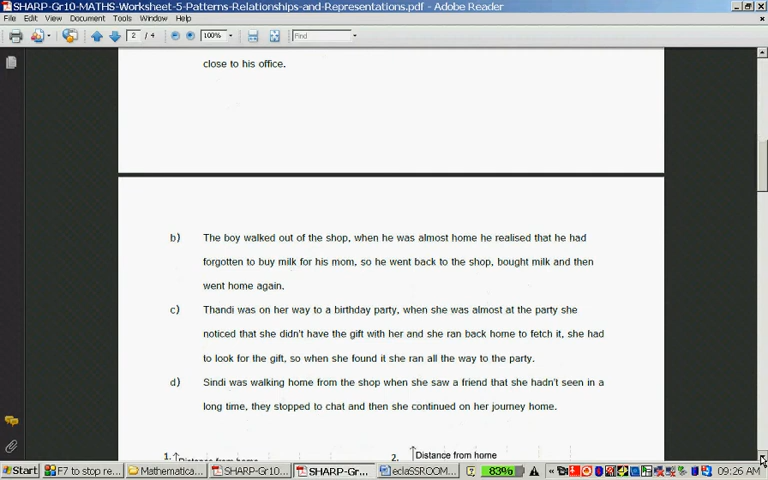 SHARP-Gr10-MATHS-Worksheet-5-Patterns-Relationships-and-Representations.pdf - Adobe Reader
File Edit View Document Tools Window Help
2 / 4 100% Find
close to his office.
b) The boy walked out of the shop, when he was almost home he realised that he had
forgotten to buy milk for his mom, so he went back to the shop, bought milk and then
went home again.
c) Thandi was on her way to a birthday party, when she was almost at the party she
noticed that she didn't have the gift with her and she ran back home to fetch it, she had
to look for the gift, so when she found it she ran all the way to the party.
d) Sindi was walking home from the shop when she saw a friend that she hadn't seen in a
long time, they stopped to chat and then she continued on her journey home.
1. Distance from home 2. Distance from home
Start F7 to stop re... Mathematica... SHARP-Gr10... SHARP-Gr... eclaSSROOM... 83% 09:26 AM